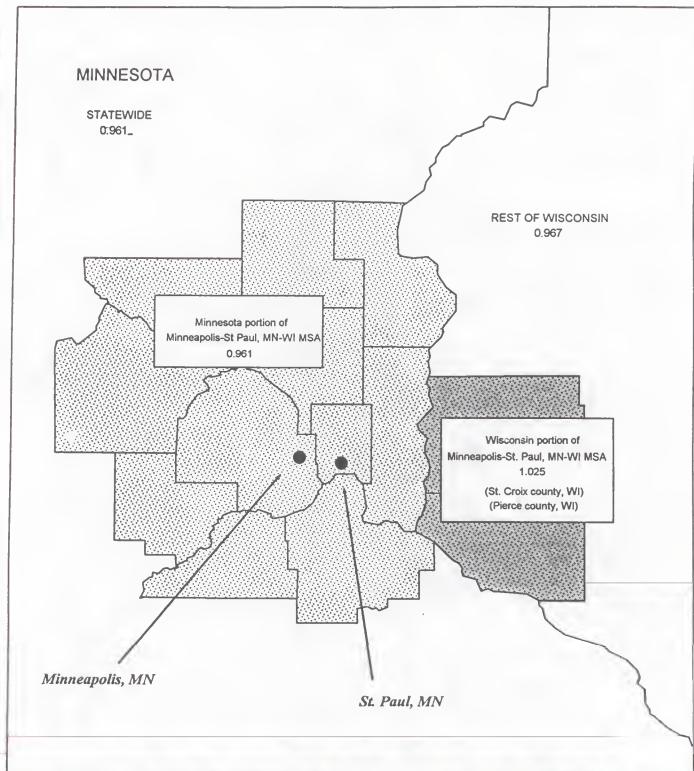 MINNESOTA
STATEWIDE
0.961
REST OF WISCONSIN
0.967
Minnesota portion of
Minneapolis-St Paul, MN-WI MSA
0.961
Wisconsin portion of
Minneapolis-St. Paul, MN-WI MSA
1.025
(St. Croix county, WI)
(Pierce county, WI)
Minneapolis, MN
St. Paul, MN